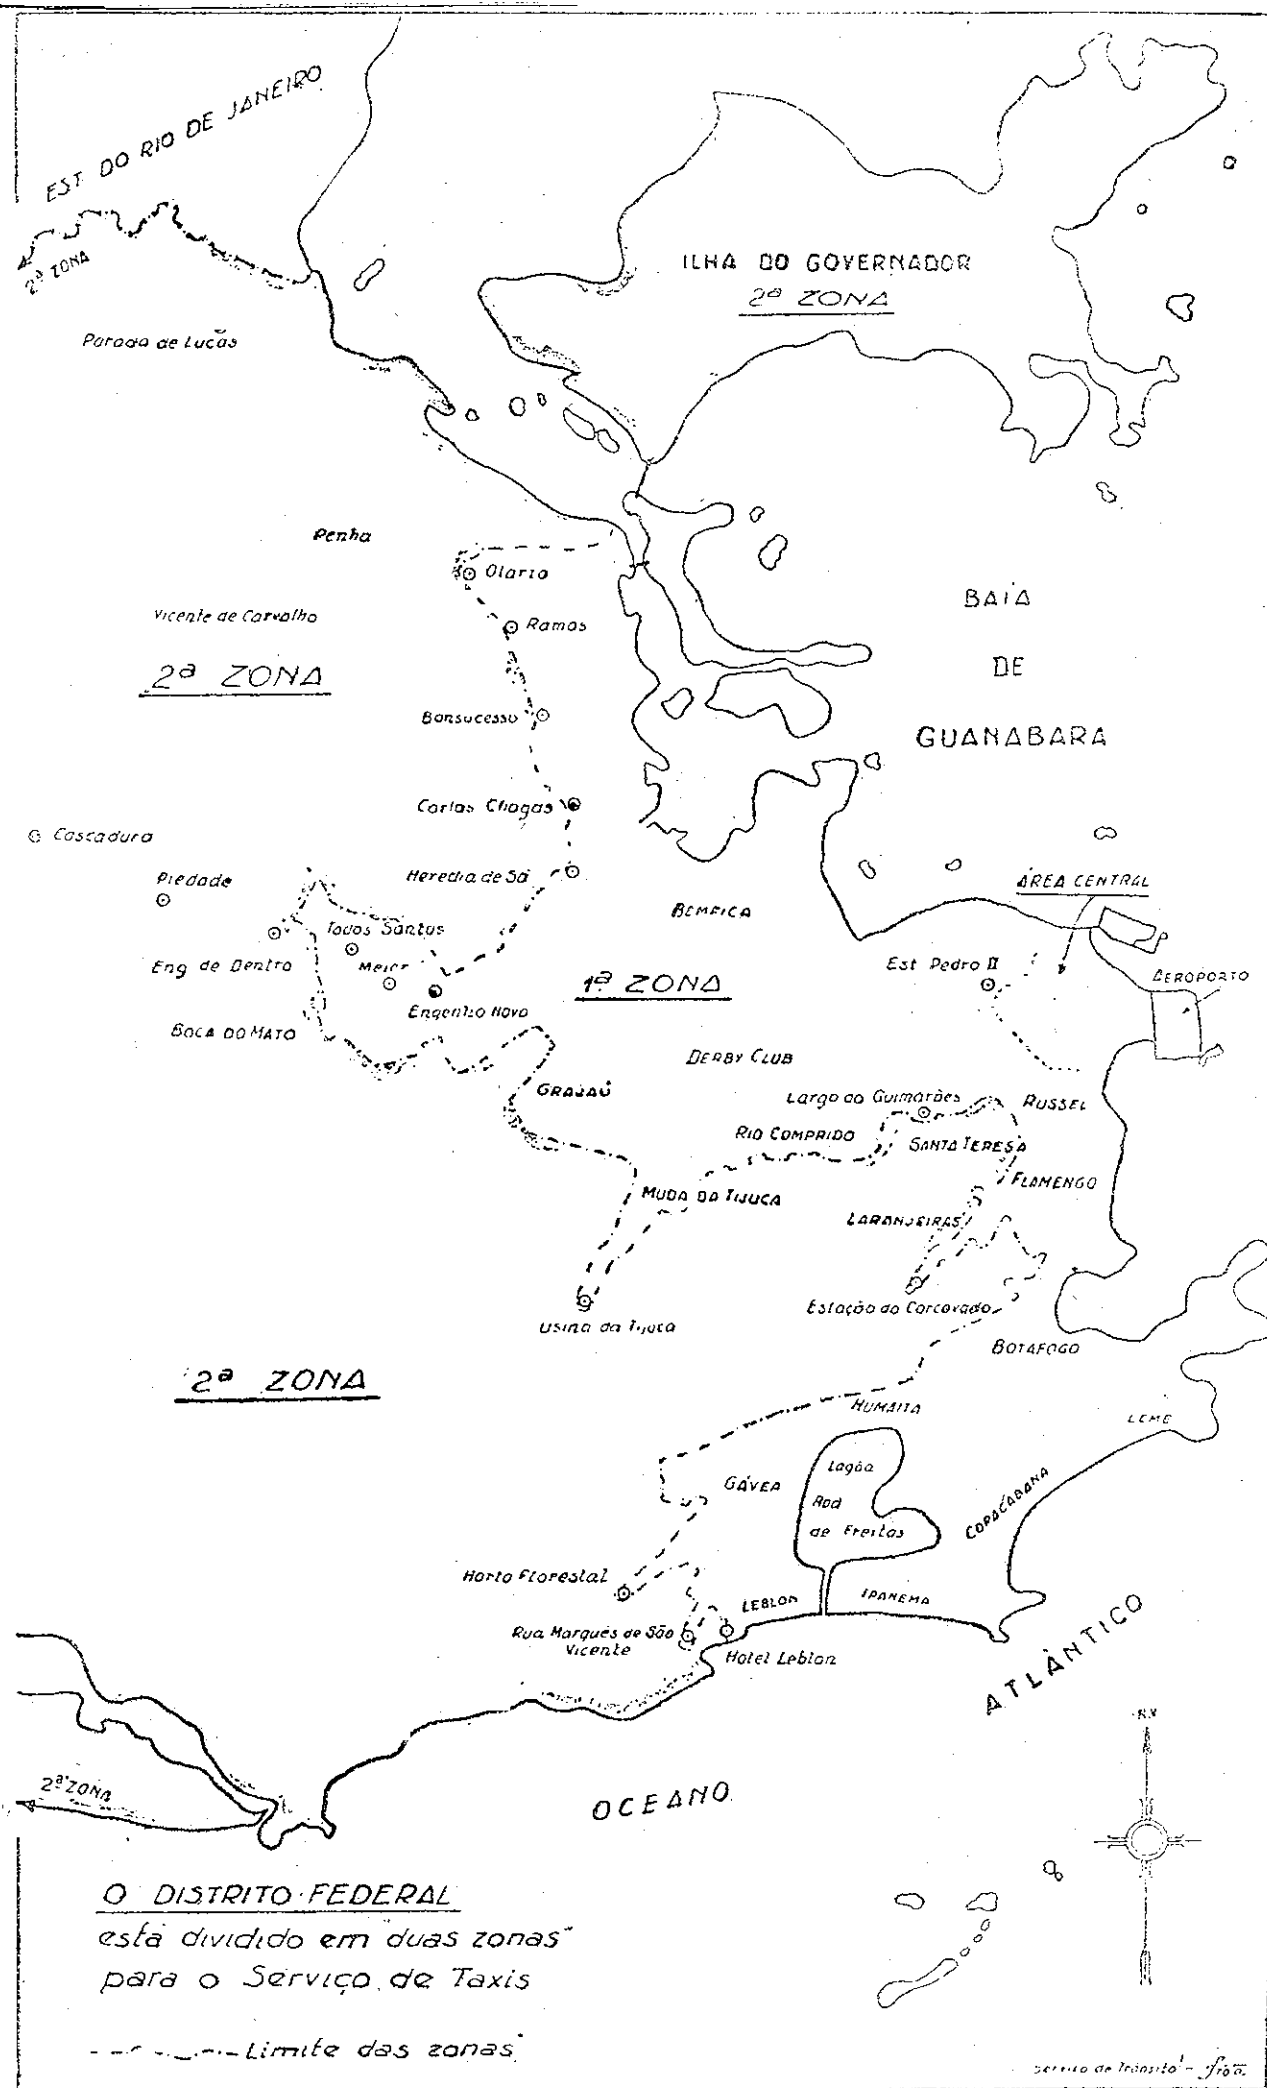 EST. DO RIO DE JANEIRO
2ª ZONA
Parada de Lucas
ILHA DO GOVERNADOR
2ª ZONA
Penha
Olaria
Vicente de Carvalho
Ramos
2ª ZONA
BAÍA
DE
GUANABARA
Bonsucesso
Carlos Chagas
Cascadura
Piedade
Heredia de Sá
BEMFICA
ÁREA CENTRAL
Todos Santos
Eng de Dentro
Meier
Engenho Novo
BOCA DO MATO
1ª ZONA
Est Pedro II
AEROPORTO
DERBY CLUB
GRAJAÚ
Largo do Guimarães
RUSSEL
RIO COMPRIDO
SANTA TERESA
FLAMENGO
MUDA DA TIJUCA
LARANJEIRAS
Usina da Tijuca
Estação do Corcovado
BOTAFOGO
2ª ZONA
HUMAITA
LEME
GÁVEA
Lagôa
Rod
de Freitas
COPACABANA
Horto Florestal
LEBLON
IPANEMA
Rua Marquês de São
Vicente
Hotel Leblon
ATLÂNTICO
OCEANO
2ª ZONA
O DISTRITO FEDERAL
está dividido em duas zonas
para o Serviço de Taxis
Limite das zonas
Serviço de Trânsito -